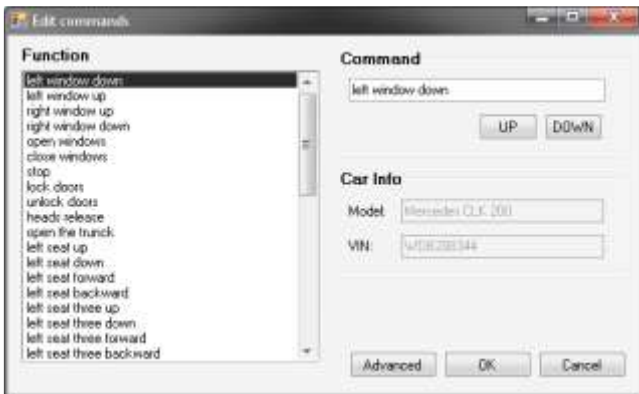 Edit commands
Function
left window down
left window up
right window up
right window down
open windows
close windows
stop
lock doors
unlock doors
heads release
open the trunck
left seat up
left seat down
left seat forward
left seat backward
left seat three up
left seat three down
left seat three forward
left seat three backward
Command
left window down
UP DOWN
Car Info
Model: Mercedes CLK 200
VIN:
Advanced OK Cancel